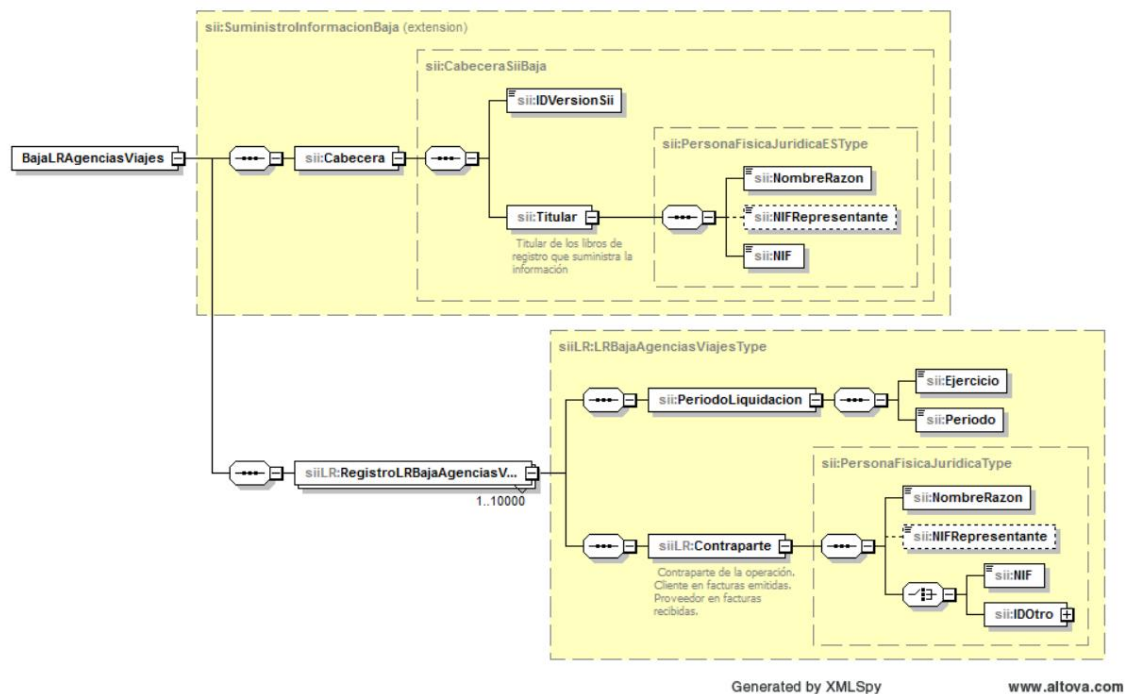 sii:SuministroInformacionBaja (extension)
sii:CabeceraSiiBaja
sii:IDVersionSii
BajaLRAgenciasViajes
sii:Cabecera
sii:PersonaFisicaJuridicaESType
sii:NombreRazon
sii:Titular
sii:NIFRepresentante
Titular de los libros de
registro que suministra la
información
sii:NIF
siiLR:LRBajaAgenciasViajesType
sii:PeriodoLiquidacion
sii:Ejercicio
sii:Periodo
siiLR:RegistroLRBajaAgenciasV...
1..10000
sii:PersonaFisicaJuridicaType
sii:NombreRazon
siiLR:Contraparte
sii:NIFRepresentante
Contraparte de la operación.
Cliente en facturas emitidas.
Proveedor en facturas
recibidas.
sii:NIF
sii:IDOtro
Generated by XMLSpy
www.altova.com